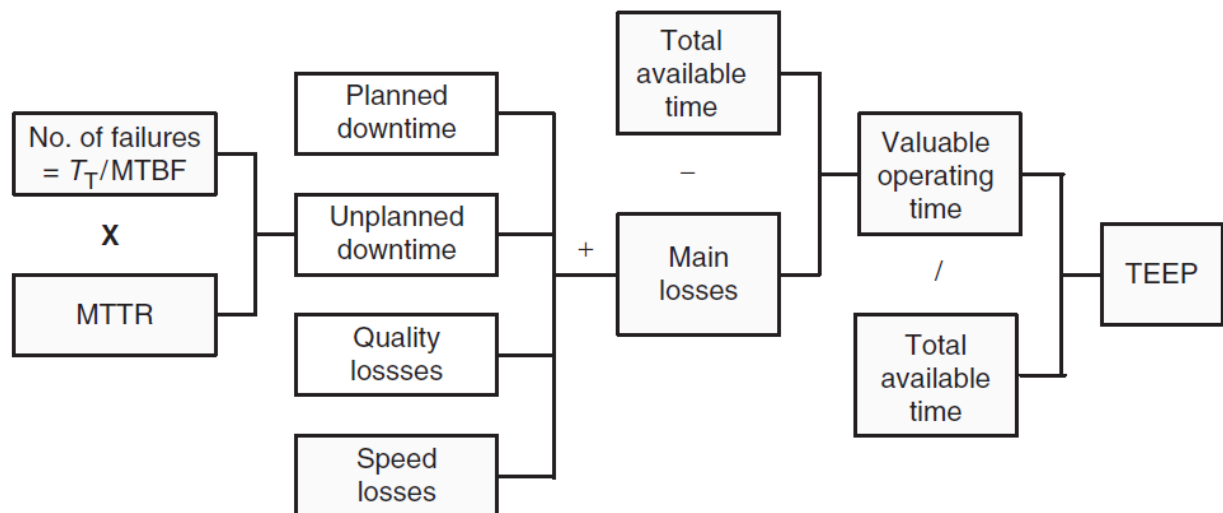 No. of failures
= T_T/MTBF
X
MTTR
Planned
downtime
Unplanned
downtime
Quality
lossses
Speed
losses
+
Total
available
time
–
Main
losses
Valuable
operating
time
/
Total
available
time
TEEP